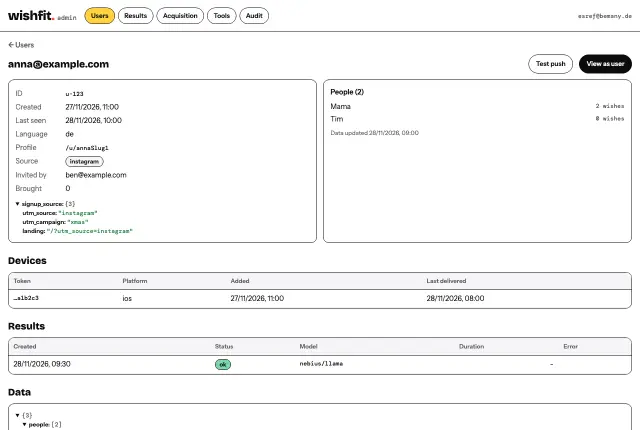 wishfit. admin Users Results Acquisition Tools Audit esref@bemany.de
← Users
anna@example.com Test push View as user
ID u-123
Created 27/11/2026, 11:00
Last seen 28/11/2026, 10:00
Language de
Profile /u/annaSlug1
Source instagram
Invited by ben@example.com
Brought 0
▼ signup_source: {3}
utm_source: "instagram"
utm_campaign: "xmas"
landing: "/?utm_source=instagram"
People (2)
Mama 2 wishes
Tim 0 wishes
Data updated 28/11/2026, 09:00
Devices
Token Platform Added Last delivered
…a1b2c3 ios 27/11/2026, 11:00 28/11/2026, 08:00
Results
Created Status Model Duration Error
28/11/2026, 09:30 ok nebius/llama -
Data
▼ {3}
▼ people: [2]